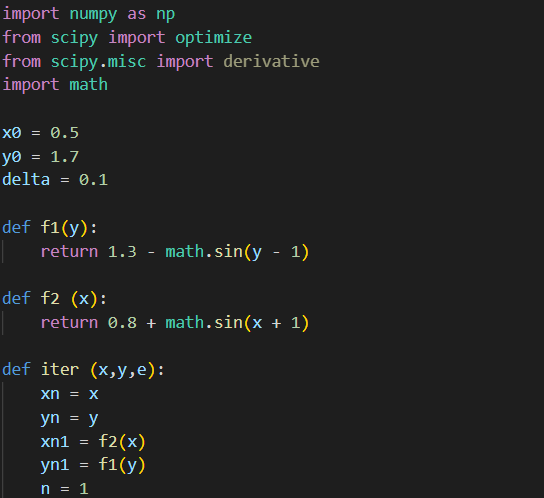 import numpy as np
from scipy import optimize
from scipy.misc import derivative
import math

x0 = 0.5
y0 = 1.7
delta = 0.1

def f1(y):
    return 1.3 - math.sin(y - 1)

def f2 (x):
    return 0.8 + math.sin(x + 1)

def iter (x,y,e):
    xn = x
    yn = y
    xn1 = f2(x)
    yn1 = f1(y)
    n = 1